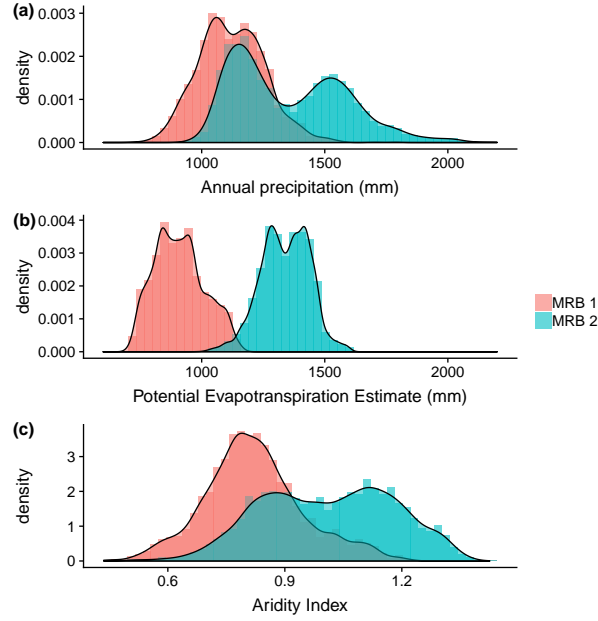 (a)
0.003
0.002
0.001
0.000
density
1000 1500 2000
Annual precipitation (mm)
(b)
0.004
0.003
0.002
0.001
0.000
density
1000 1500 2000
Potential Evapotranspiration Estimate (mm)
MRB 1
MRB 2
(c)
3
2
1
0
density
0.6 0.9 1.2
Aridity Index